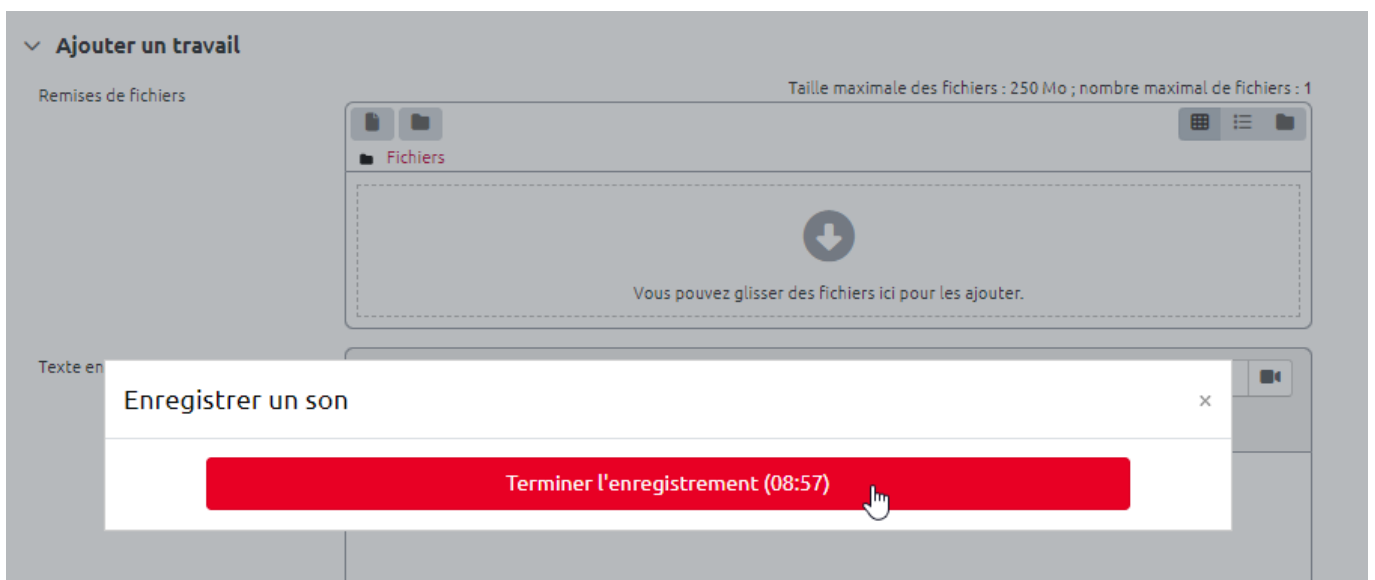 Ajouter un travail
Remises de fichiers
Taille maximale des fichiers : 250 Mo ; nombre maximal de fichiers : 1
Fichiers
Vous pouvez glisser des fichiers ici pour les ajouter.
Texte en
Enregistrer un son
×
Terminer l'enregistrement (08:57)